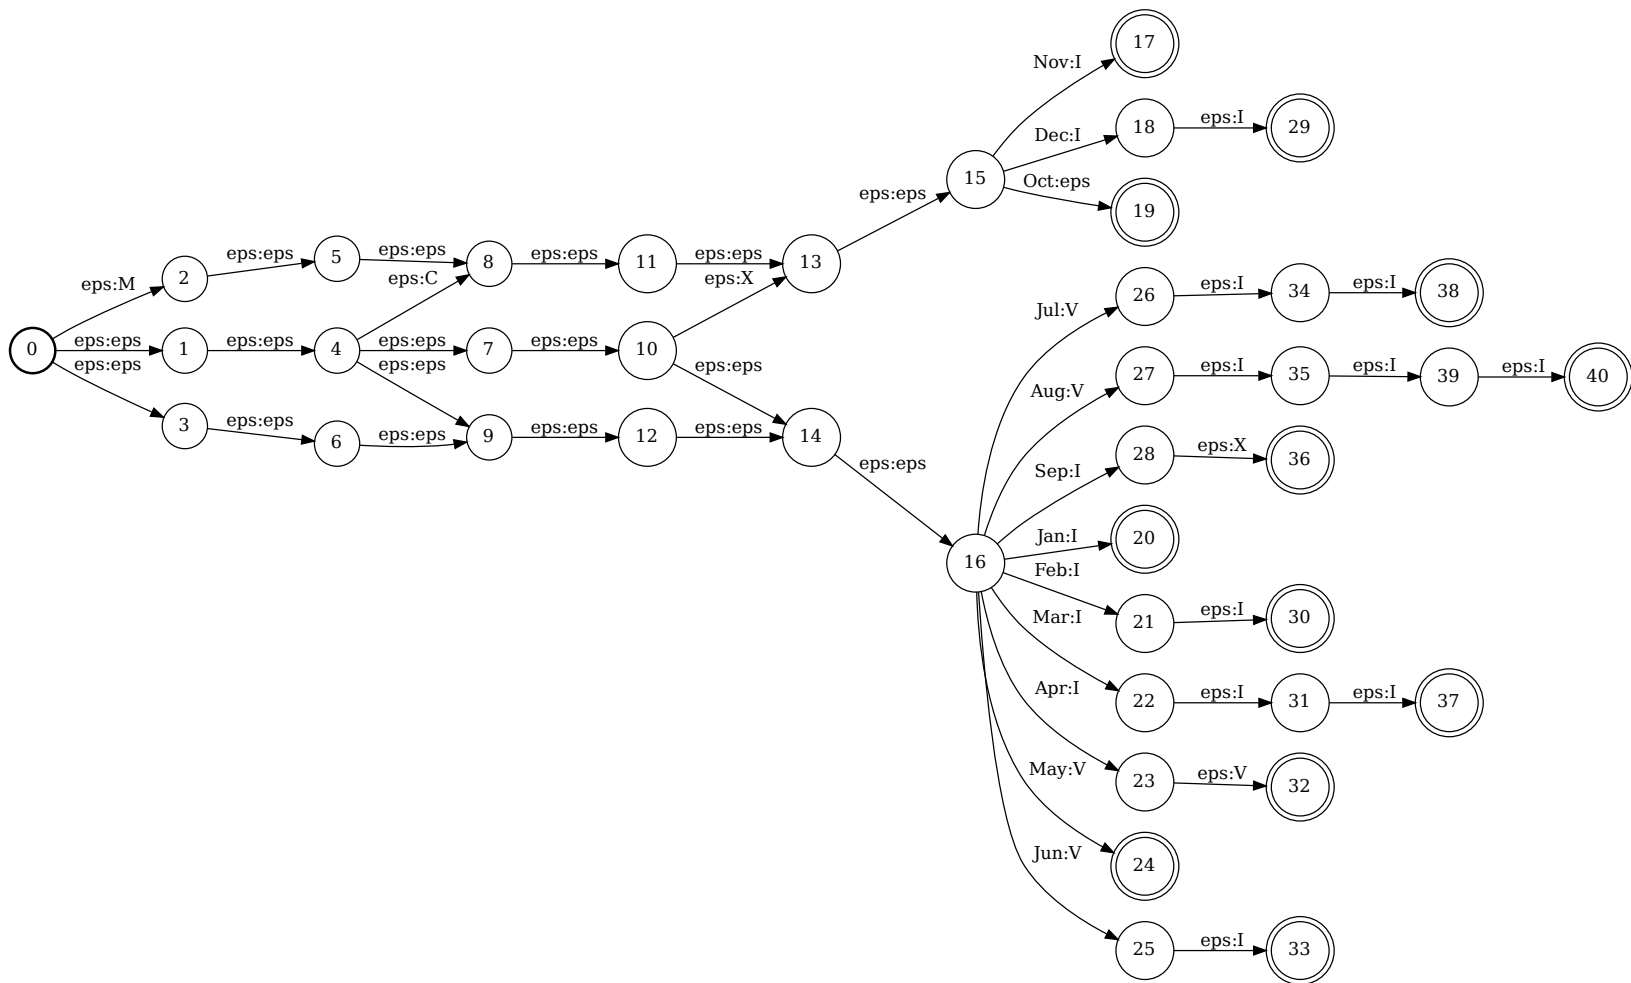 17
Nov:I
18
eps:I
29
Dec:I
15
Oct:eps
19
eps:eps
5
eps:eps
8
eps:eps
11
eps:eps
13
eps:eps
2
eps:M
eps:C
eps:X
26
eps:I
34
eps:I
38
Jul:V
0
eps:eps
1
eps:eps
4
eps:eps
7
eps:eps
10
eps:eps
eps:eps
eps:eps
27
eps:I
35
eps:I
39
eps:I
40
Aug:V
3
eps:eps
6
eps:eps
9
eps:eps
12
eps:eps
14
eps:eps
28
eps:X
36
Sep:I
20
Jan:I
16
Feb:I
21
eps:I
30
Mar:I
22
eps:I
31
eps:I
37
Apr:I
23
eps:V
32
May:V
24
Jun:V
25
eps:I
33